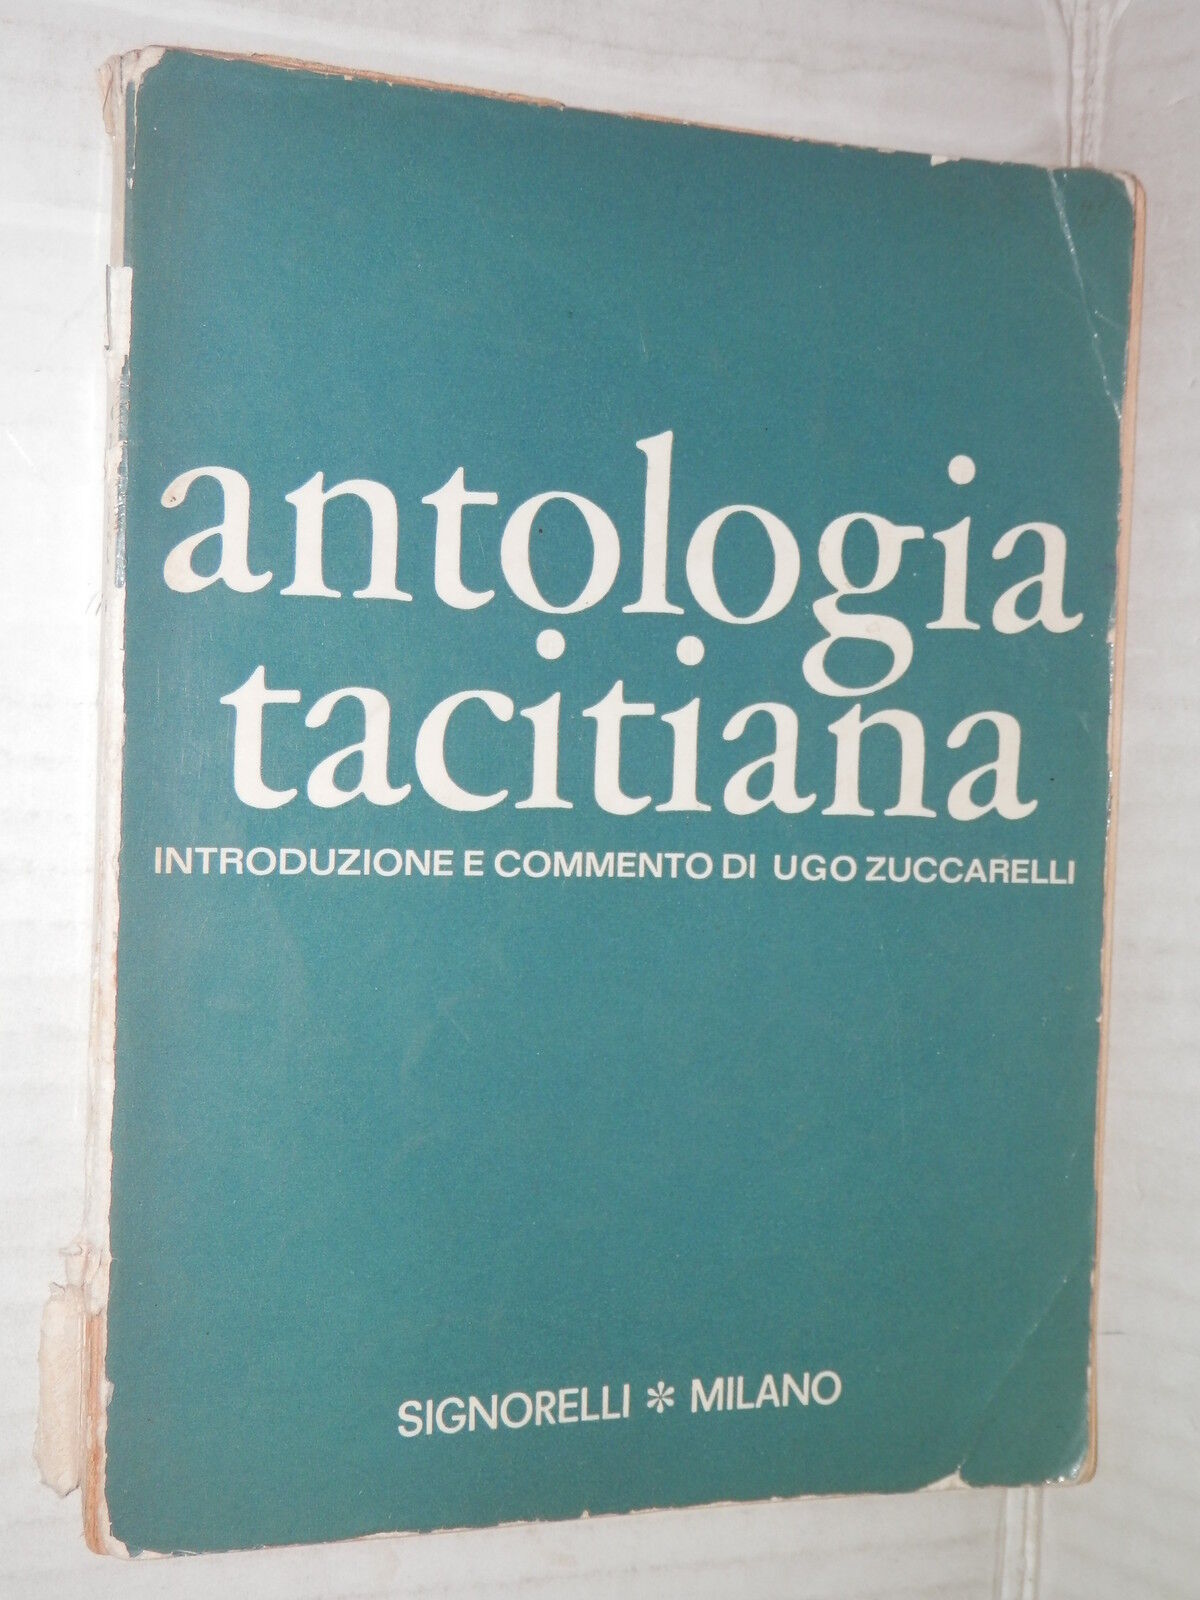 antologia
tacitiana
INTRODUZIONE E COMMENTO DI UGO ZUCCARELLI
SIGNORELLI * MILANO